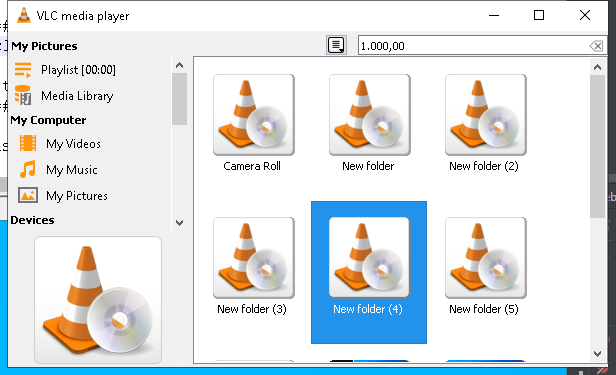 VLC media player
My Pictures
1.000,00
Playlist [00:00]
Media Library
My Computer
My Videos
My Music
My Pictures
Devices
Camera Roll
New folder
New folder (2)
New folder (3)
New folder (4)
New folder (5)